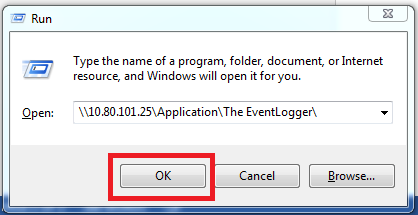 Run
Type the name of a program, folder, document, or Internet
resource, and Windows will open it for you.
Open: \\10.80.101.25\Application\The EventLogger\
OK Cancel Browse...